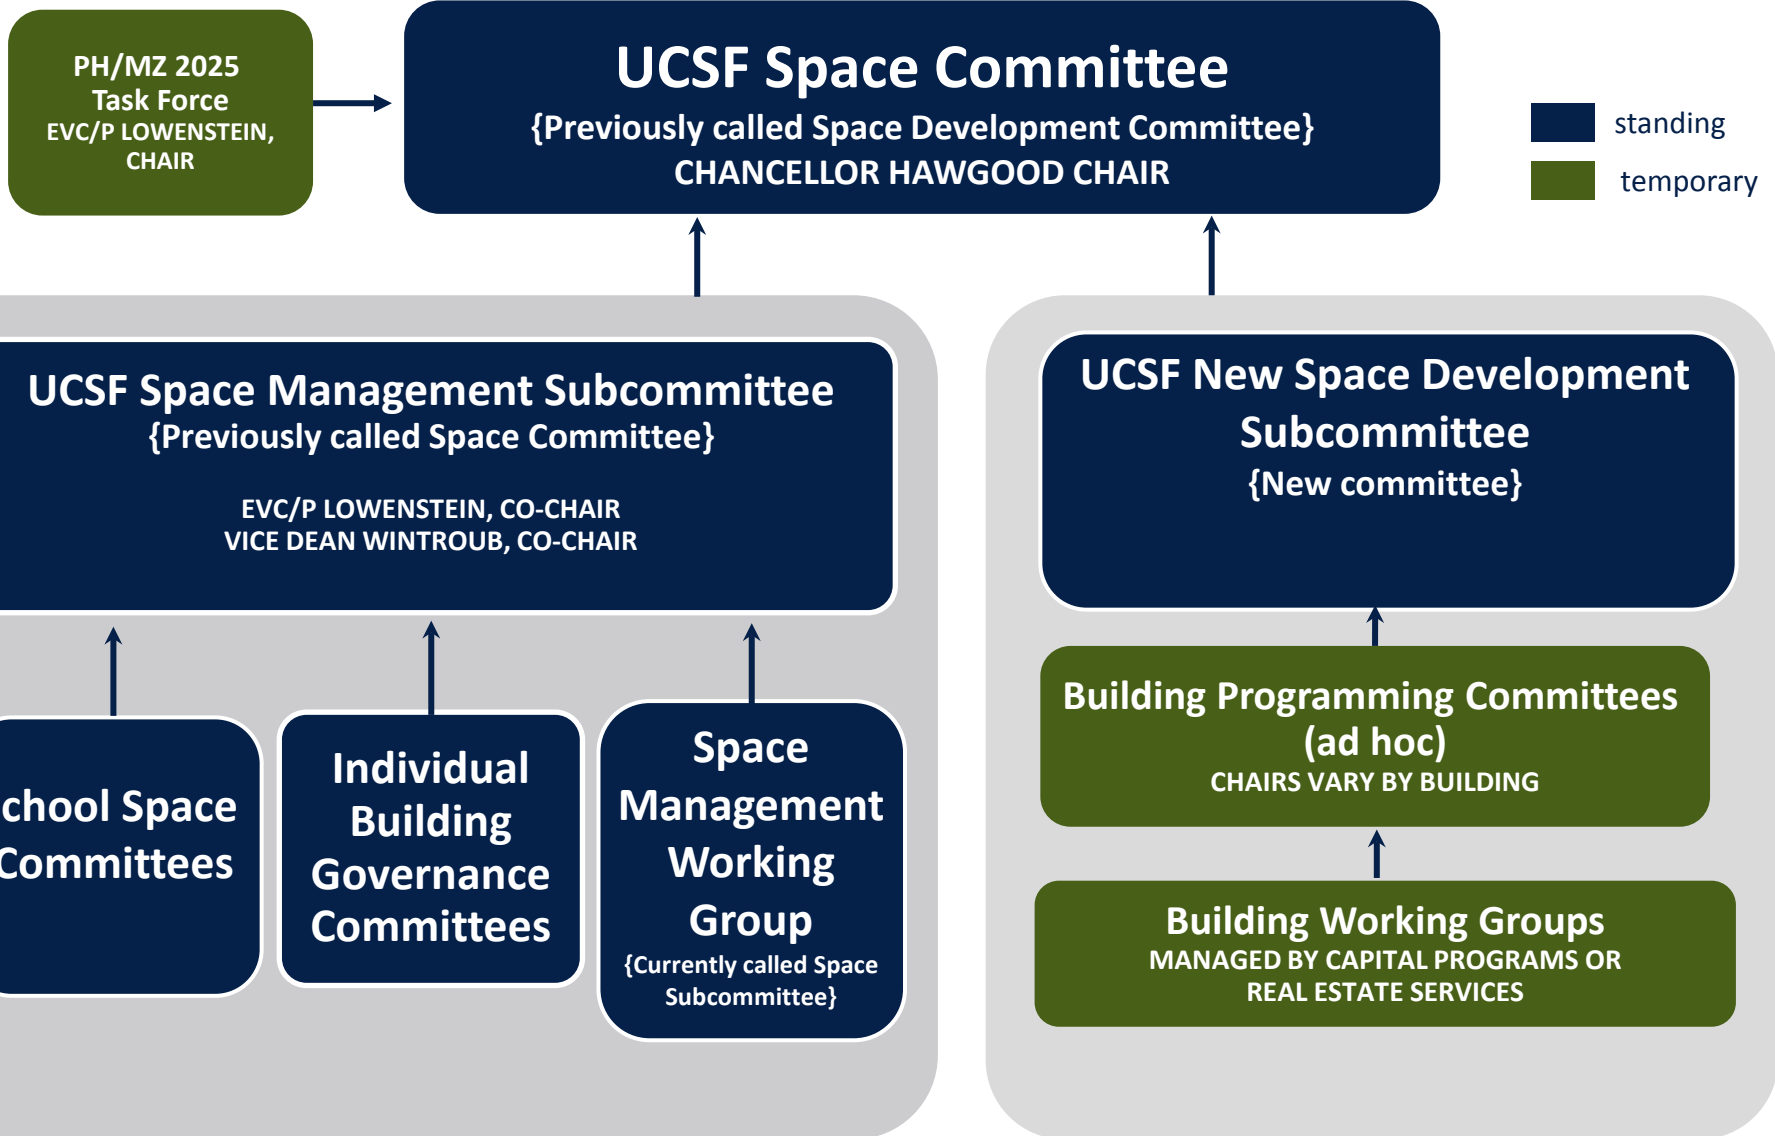 PH/MZ 2025
Task Force
EVC/P LOWENSTEIN,
CHAIR
UCSF Space Committee
{Previously called Space Development Committee}
CHANCELLOR HAWGOOD CHAIR
standing
temporary
UCSF Space Management Subcommittee
{Previously called Space Committee}
EVC/P LOWENSTEIN, CO-CHAIR
VICE DEAN WINTROUB, CO-CHAIR
UCSF New Space Development
Subcommittee
{New committee}
chool Space
Committees
Individual
Building
Governance
Committees
Space
Management
Working
Group
{Currently called Space
Subcommittee}
Building Programming Committees
(ad hoc)
CHAIRS VARY BY BUILDING
Building Working Groups
MANAGED BY CAPITAL PROGRAMS OR
REAL ESTATE SERVICES